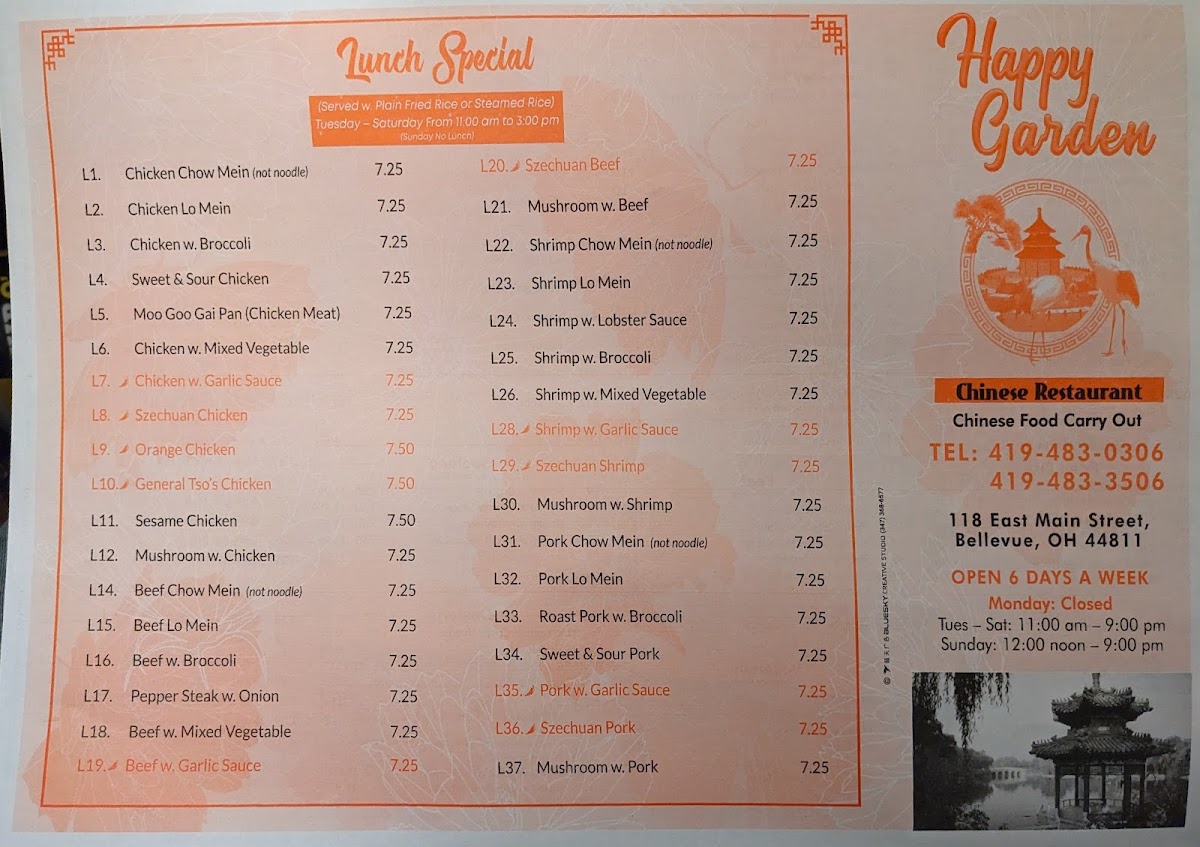 Lunch Special
(Served w. Plain Fried Rice or Steamed Rice)
Tuesday – Saturday From 11:00 am to 3:00 pm
(Sunday No Lunch)
L1. Chicken Chow Mein (not noodle) 7.25
L2. Chicken Lo Mein 7.25
L3. Chicken w. Broccoli 7.25
L4. Sweet & Sour Chicken 7.25
L5. Moo Goo Gai Pan (Chicken Meat) 7.25
L6. Chicken w. Mixed Vegetable 7.25
L7. Chicken w. Garlic Sauce 7.25
L8. Szechuan Chicken 7.25
L9. Orange Chicken 7.50
L10. General Tso's Chicken 7.50
L11. Sesame Chicken 7.50
L12. Mushroom w. Chicken 7.25
L14. Beef Chow Mein (not noodle) 7.25
L15. Beef Lo Mein 7.25
L16. Beef w. Broccoli 7.25
L17. Pepper Steak w. Onion 7.25
L18. Beef w. Mixed Vegetable 7.25
L19. Beef w. Garlic Sauce 7.25
L20. Szechuan Beef 7.25
L21. Mushroom w. Beef 7.25
L22. Shrimp Chow Mein (not noodle) 7.25
L23. Shrimp Lo Mein 7.25
L24. Shrimp w. Lobster Sauce 7.25
L25. Shrimp w. Broccoli 7.25
L26. Shrimp w. Mixed Vegetable 7.25
L28. Shrimp w. Garlic Sauce 7.25
L29. Szechuan Shrimp 7.25
L30. Mushroom w. Shrimp 7.25
L31. Pork Chow Mein (not noodle) 7.25
L32. Pork Lo Mein 7.25
L33. Roast Pork w. Broccoli 7.25
L34. Sweet & Sour Pork 7.25
L35. Pork w. Garlic Sauce 7.25
L36. Szechuan Pork 7.25
L37. Mushroom w. Pork 7.25
© 藍天广告 BLUESKY CREATIVE STUDIO (347) 368-6577
Happy
Garden
Chinese Restaurant
Chinese Food Carry Out
TEL: 419-483-0306
419-483-3506
118 East Main Street,
Bellevue, OH 44811
OPEN 6 DAYS A WEEK
Monday: Closed
Tues – Sat: 11:00 am – 9:00 pm
Sunday: 12:00 noon – 9:00 pm